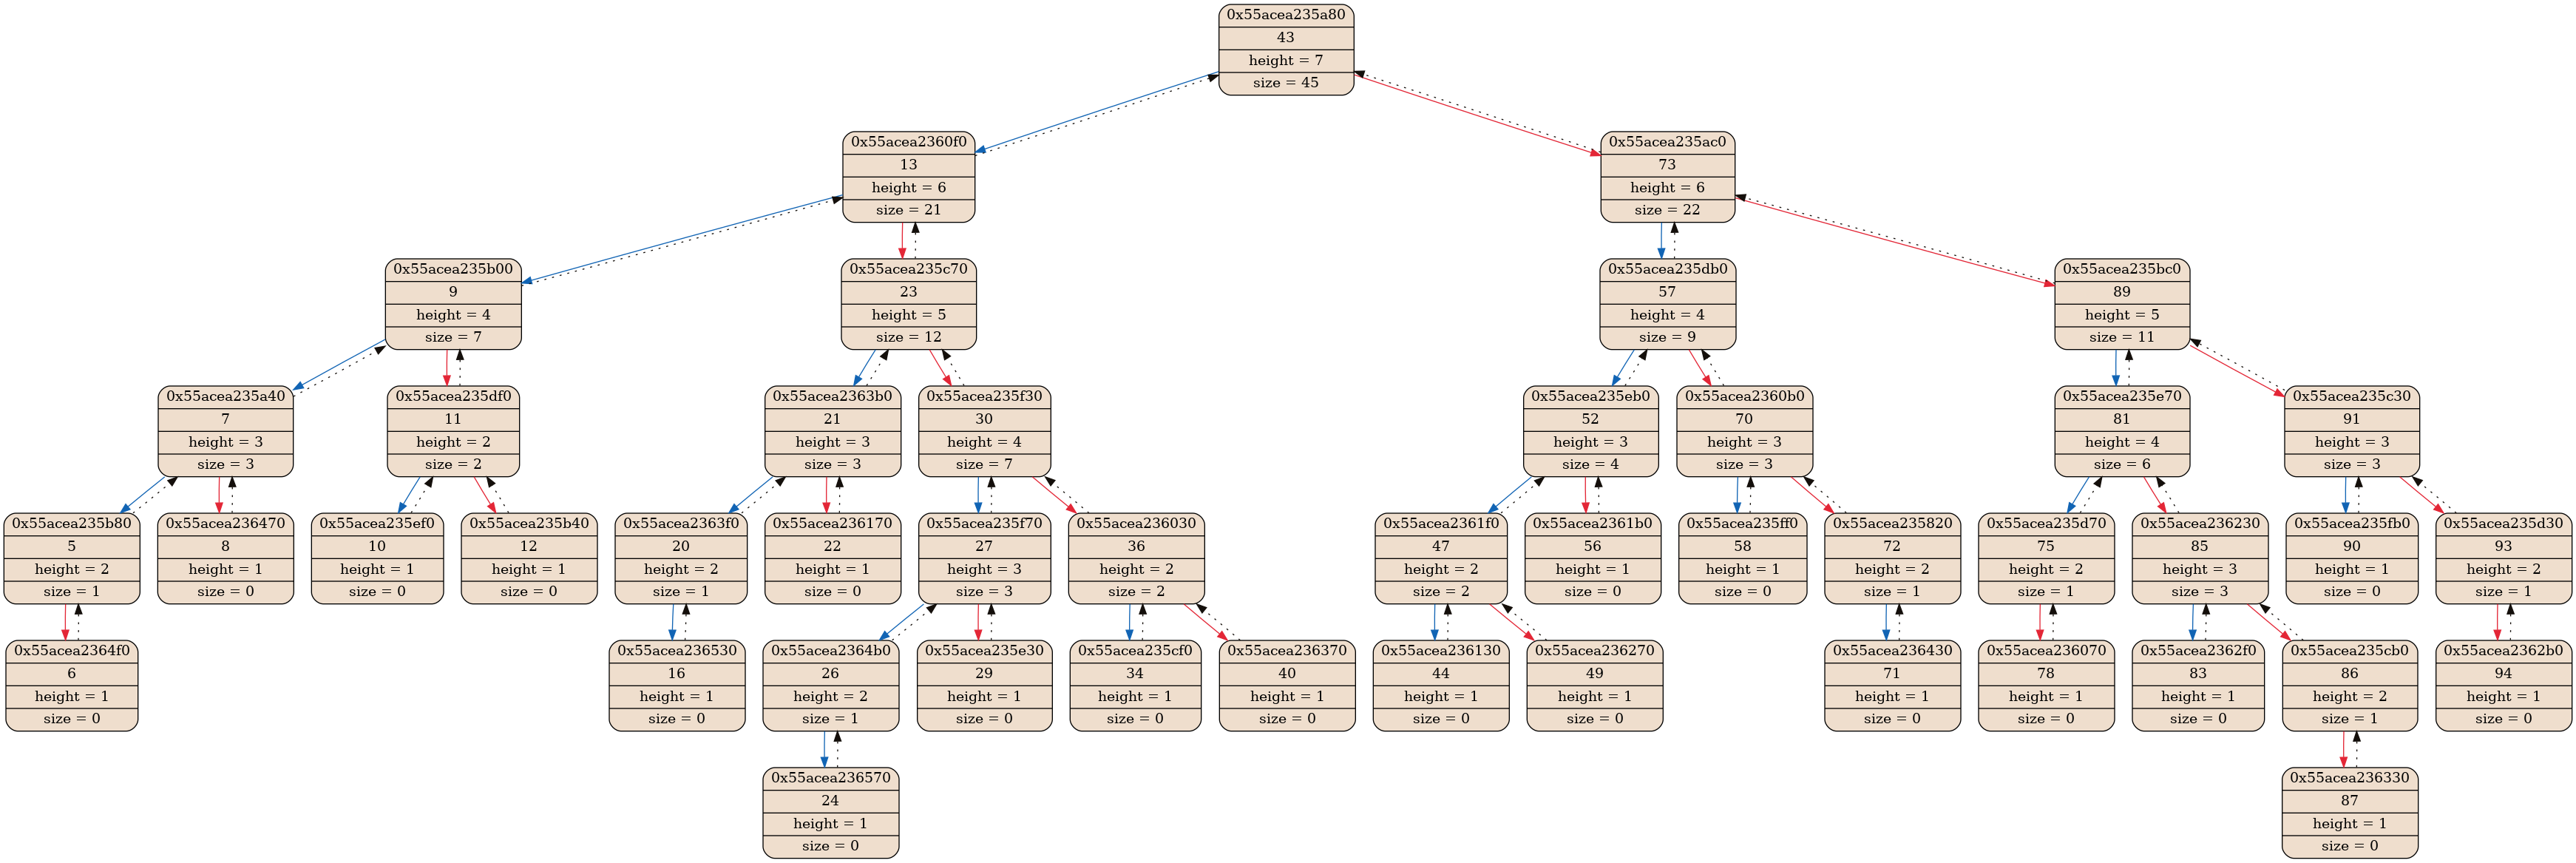 0x55acea235a80
43
height = 7
size = 45
0x55acea2360f0
13
height = 6
size = 21
0x55acea235ac0
73
height = 6
size = 22
0x55acea235b00
9
height = 4
size = 7
0x55acea235c70
23
height = 5
size = 12
0x55acea235db0
57
height = 4
size = 9
0x55acea235bc0
89
height = 5
size = 11
0x55acea235a40
7
height = 3
size = 3
0x55acea235df0
11
height = 2
size = 2
0x55acea2363b0
21
height = 3
size = 3
0x55acea235f30
30
height = 4
size = 7
0x55acea235eb0
52
height = 3
size = 4
0x55acea2360b0
70
height = 3
size = 3
0x55acea235e70
81
height = 4
size = 6
0x55acea235c30
91
height = 3
size = 3
0x55acea235b80
5
height = 2
size = 1
0x55acea236470
8
height = 1
size = 0
0x55acea235ef0
10
height = 1
size = 0
0x55acea235b40
12
height = 1
size = 0
0x55acea2363f0
20
height = 2
size = 1
0x55acea236170
22
height = 1
size = 0
0x55acea235f70
27
height = 3
size = 3
0x55acea236030
36
height = 2
size = 2
0x55acea2361f0
47
height = 2
size = 2
0x55acea2361b0
56
height = 1
size = 0
0x55acea235ff0
58
height = 1
size = 0
0x55acea235820
72
height = 2
size = 1
0x55acea235d70
75
height = 2
size = 1
0x55acea236230
85
height = 3
size = 3
0x55acea235fb0
90
height = 1
size = 0
0x55acea235d30
93
height = 2
size = 1
0x55acea2364f0
6
height = 1
size = 0
0x55acea236530
16
height = 1
size = 0
0x55acea2364b0
26
height = 2
size = 1
0x55acea235e30
29
height = 1
size = 0
0x55acea235cf0
34
height = 1
size = 0
0x55acea236370
40
height = 1
size = 0
0x55acea236130
44
height = 1
size = 0
0x55acea236270
49
height = 1
size = 0
0x55acea236430
71
height = 1
size = 0
0x55acea236070
78
height = 1
size = 0
0x55acea2362f0
83
height = 1
size = 0
0x55acea235cb0
86
height = 2
size = 1
0x55acea2362b0
94
height = 1
size = 0
0x55acea236570
24
height = 1
size = 0
0x55acea236330
87
height = 1
size = 0